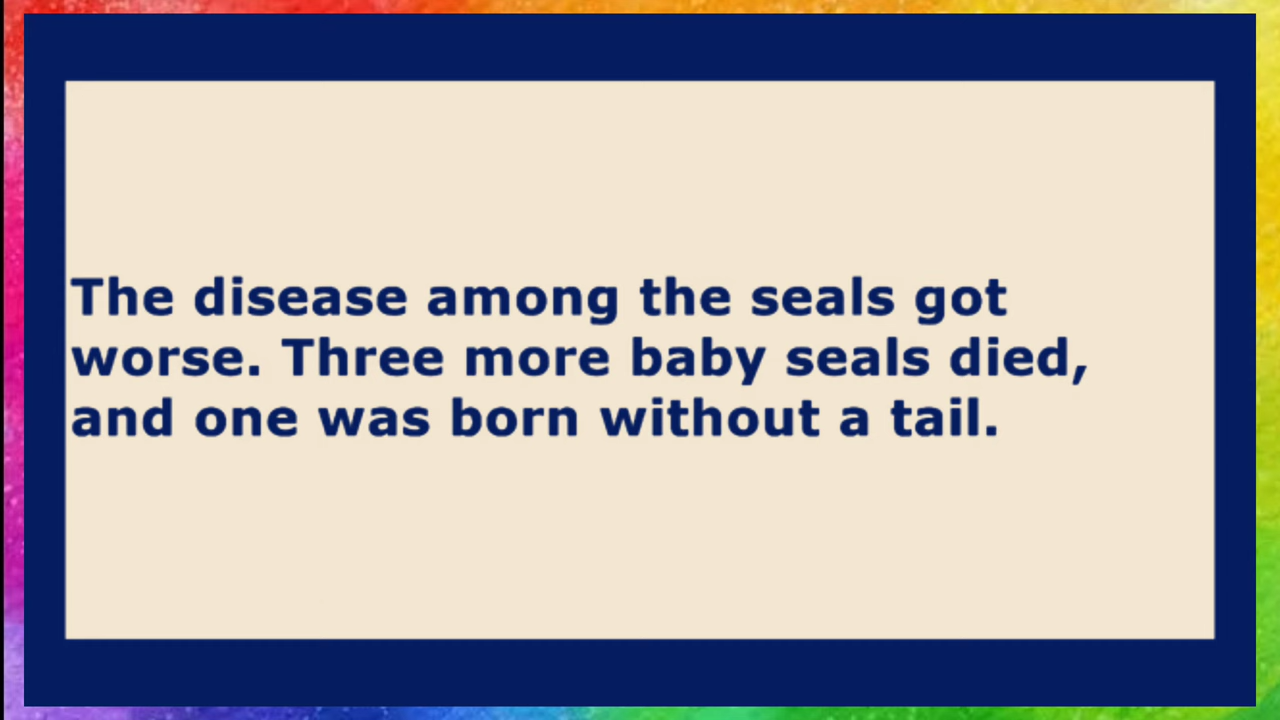 The disease among the seals got
worse. Three more baby seals died,
and one was born without a tail.